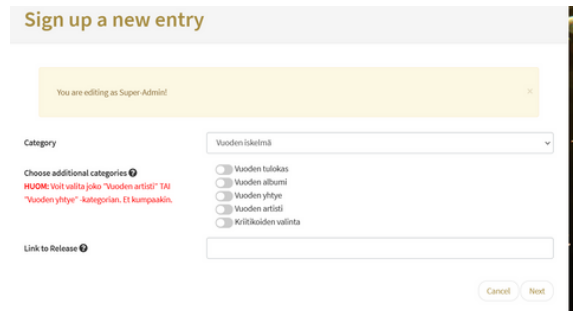 Sign up a new entry
You are editing as Super-Admin!
×
Category
Vuoden iskelmä
Choose additional categories
HUOM: Voit valita joko "Vuoden artisti" TAI
"Vuoden yhtye" -kategorian. Et kumpaakin.
Vuoden tulokas
Vuoden albumi
Vuoden yhtye
Vuoden artisti
Kriitikoiden valinta
Link to Release
Cancel
Next